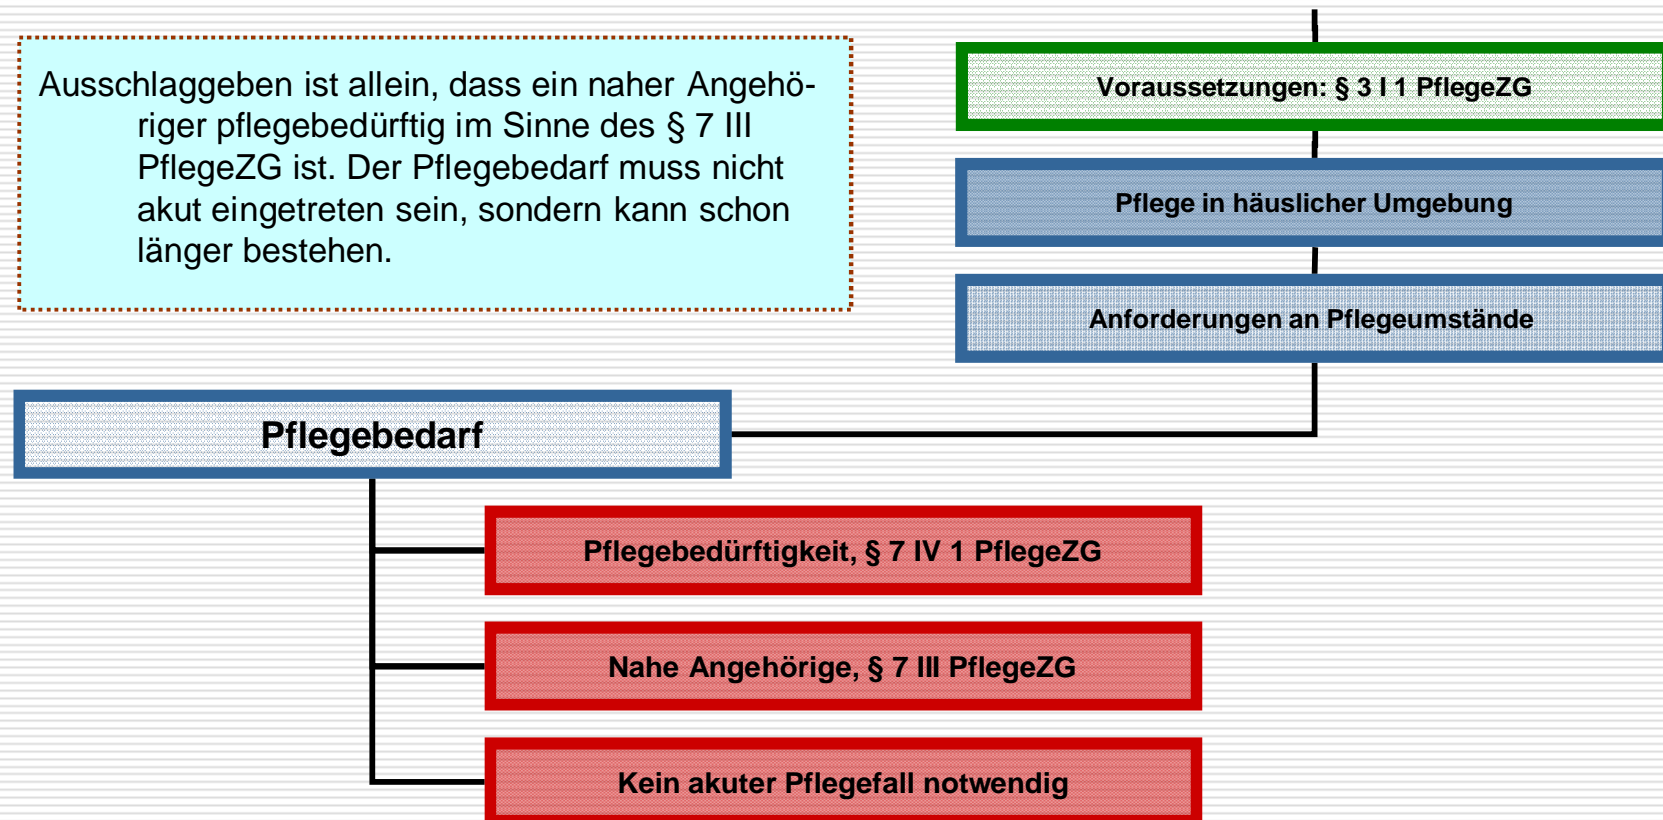 Ausschlaggeben ist allein, dass ein naher Angehö-
riger pflegebedürftig im Sinne des § 7 III
PflegeZG ist. Der Pflegebedarf muss nicht
akut eingetreten sein, sondern kann schon
länger bestehen.
Voraussetzungen: § 3 I 1 PflegeZG
Pflege in häuslicher Umgebung
Anforderungen an Pflegeumstände
Pflegebedarf
Pflegebedürftigkeit, § 7 IV 1 PflegeZG
Nahe Angehörige, § 7 III PflegeZG
Kein akuter Pflegefall notwendig